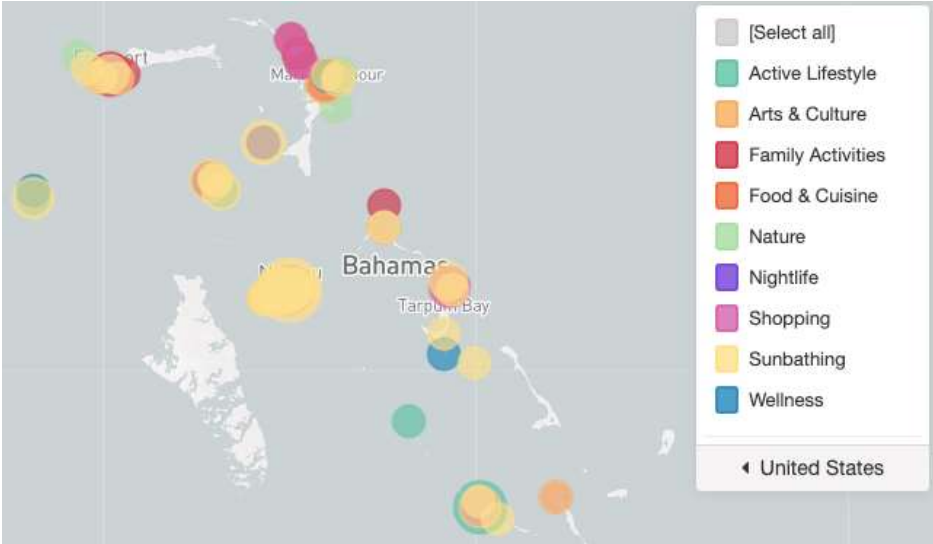 Bahamas
Tarpum Bay
[Select all]
Active Lifestyle
Arts & Culture
Family Activities
Food & Cuisine
Nature
Nightlife
Shopping
Sunbathing
Wellness
United States